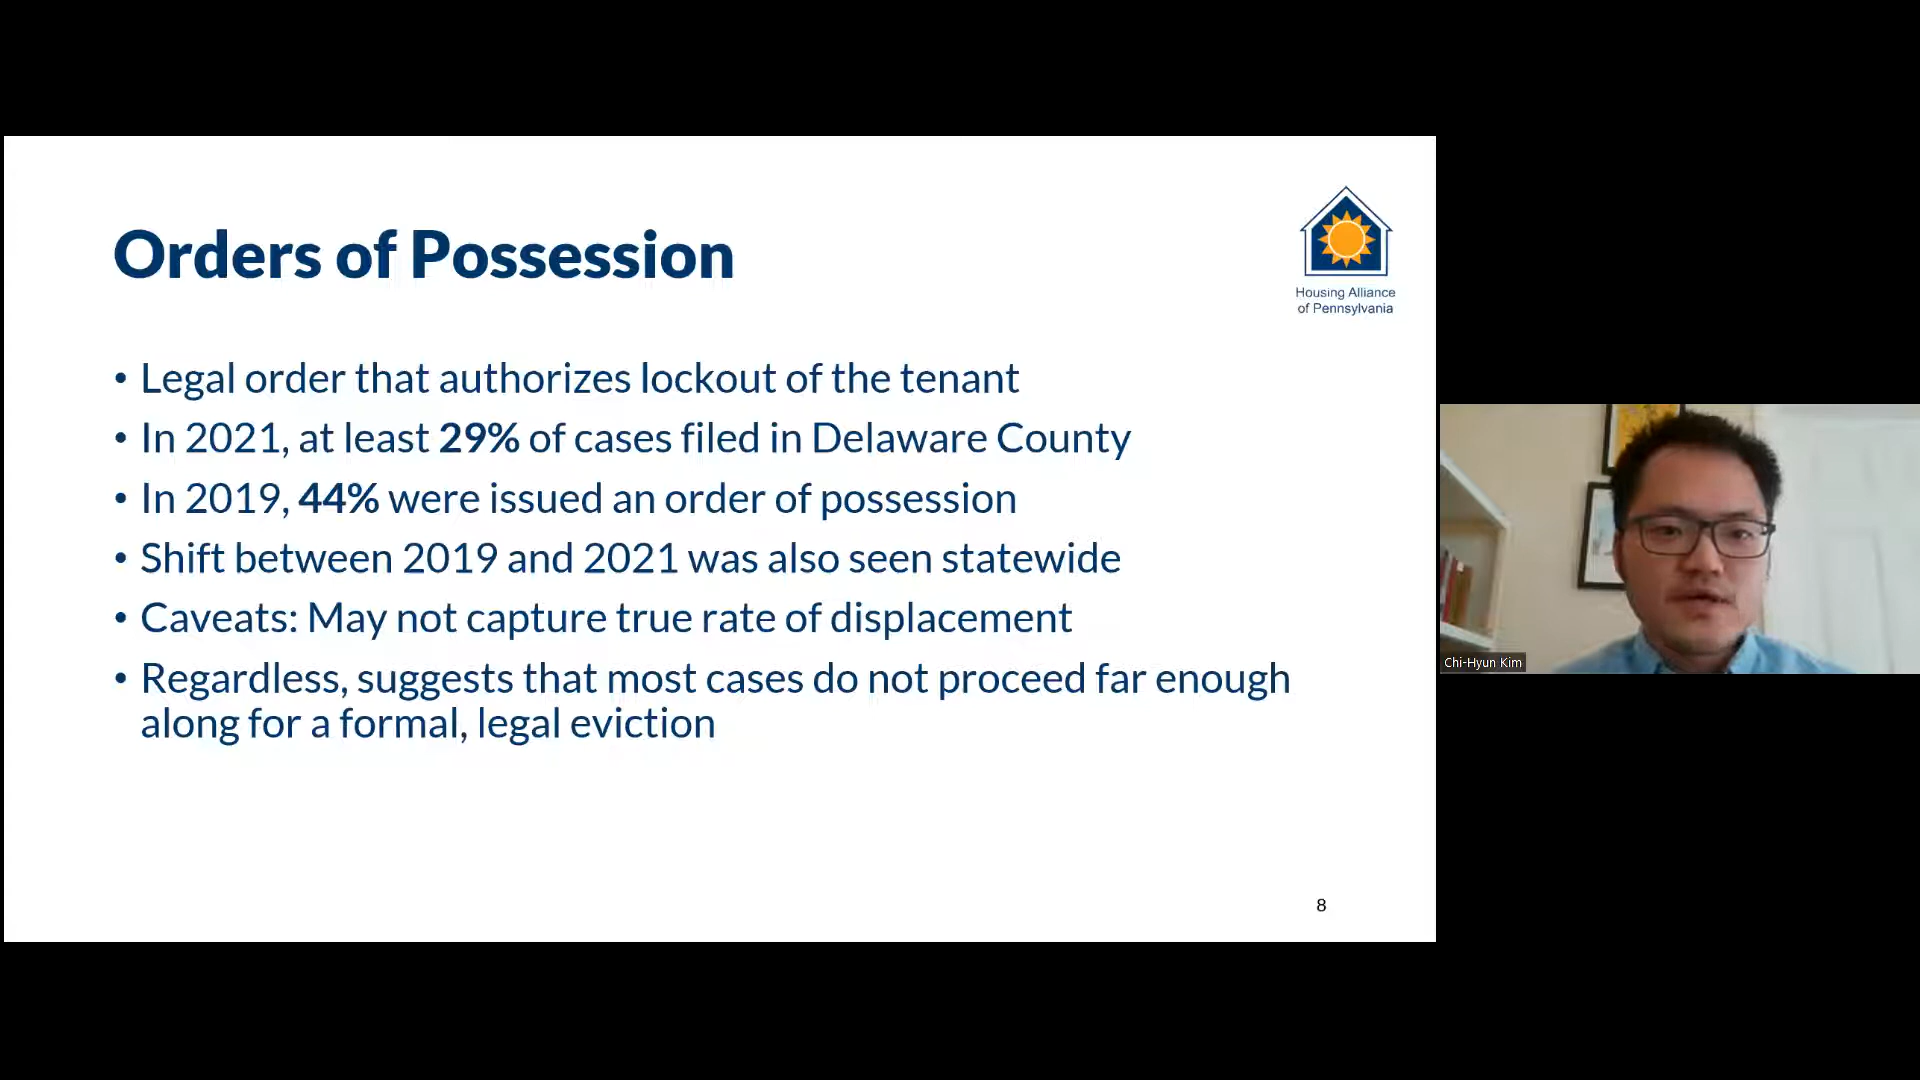 Orders of Possession
Housing Alliance
of Pennsylvania
• Legal order that authorizes lockout of the tenant
• In 2021, at least 29% of cases filed in Delaware County
• In 2019, 44% were issued an order of possession
• Shift between 2019 and 2021 was also seen statewide
• Caveats: May not capture true rate of displacement
• Regardless, suggests that most cases do not proceed far enough
along for a formal, legal eviction
8
Chi-Hyun Kim